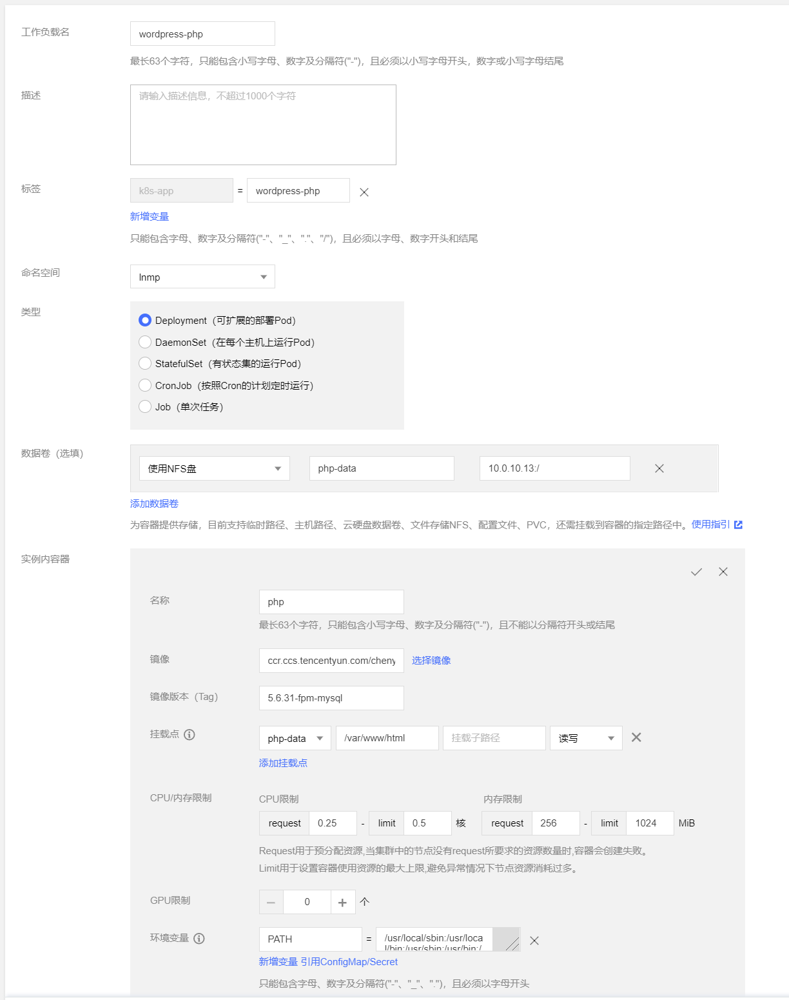 工作负载名
wordpress-php
最长63个字符，只能包含小写字母、数字及分隔符("-")，且必须以小写字母开头，数字或小写字母结尾
描述
请输入描述信息，不超过1000个字符
标签
k8s-app = wordpress-php
新增变量
只能包含字母、数字及分隔符("-"、"_"、"."、"/")，且必须以字母、数字开头和结尾
命名空间
lnmp
类型
Deployment（可扩展的部署Pod）
DaemonSet（在每个主机上运行Pod）
StatefulSet（有状态集的运行Pod）
CronJob（按照Cron的计划定时运行）
Job（单次任务）
数据卷（选填）
使用NFS盘 php-data 10.0.10.13:/
添加数据卷
为容器提供存储，目前支持临时路径、主机路径、云硬盘数据卷、文件存储NFS、配置文件、PVC，还需挂载到容器的指定路径中。使用指引
实例内容器
名称
php
最长63个字符，只能包含小写字母、数字及分隔符("-")，且不能以分隔符开头或结尾
镜像
ccr.ccs.tencentyun.com/cheny 选择镜像
镜像版本（Tag）
5.6.31-fpm-mysql
挂载点
php-data /var/www/html 挂载子路径 读写
添加挂载点
CPU/内存限制
CPU限制 内存限制
request 0.25 - limit 0.5 核 request 256 - limit 1024 MiB
Request用于预分配资源,当集群中的节点没有request所要求的资源数量时,容器会创建失败。
Limit用于设置容器使用资源的最大上限,避免异常情况下节点资源消耗过多。
GPU限制
0 个
环境变量
PATH = /usr/local/sbin:/usr/loca
l/bin:/usr/sbin:/usr/bin:/
新增变量 引用ConfigMap/Secret
只能包含字母、数字及分隔符("-"、"_"、".")，且必须以字母开头